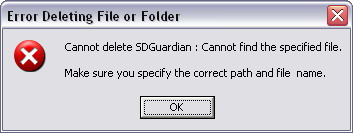 Error Deleting File or Folder
Cannot delete SDGuardian : Cannot find the specified file.
Make sure you specify the correct path and file name.
OK